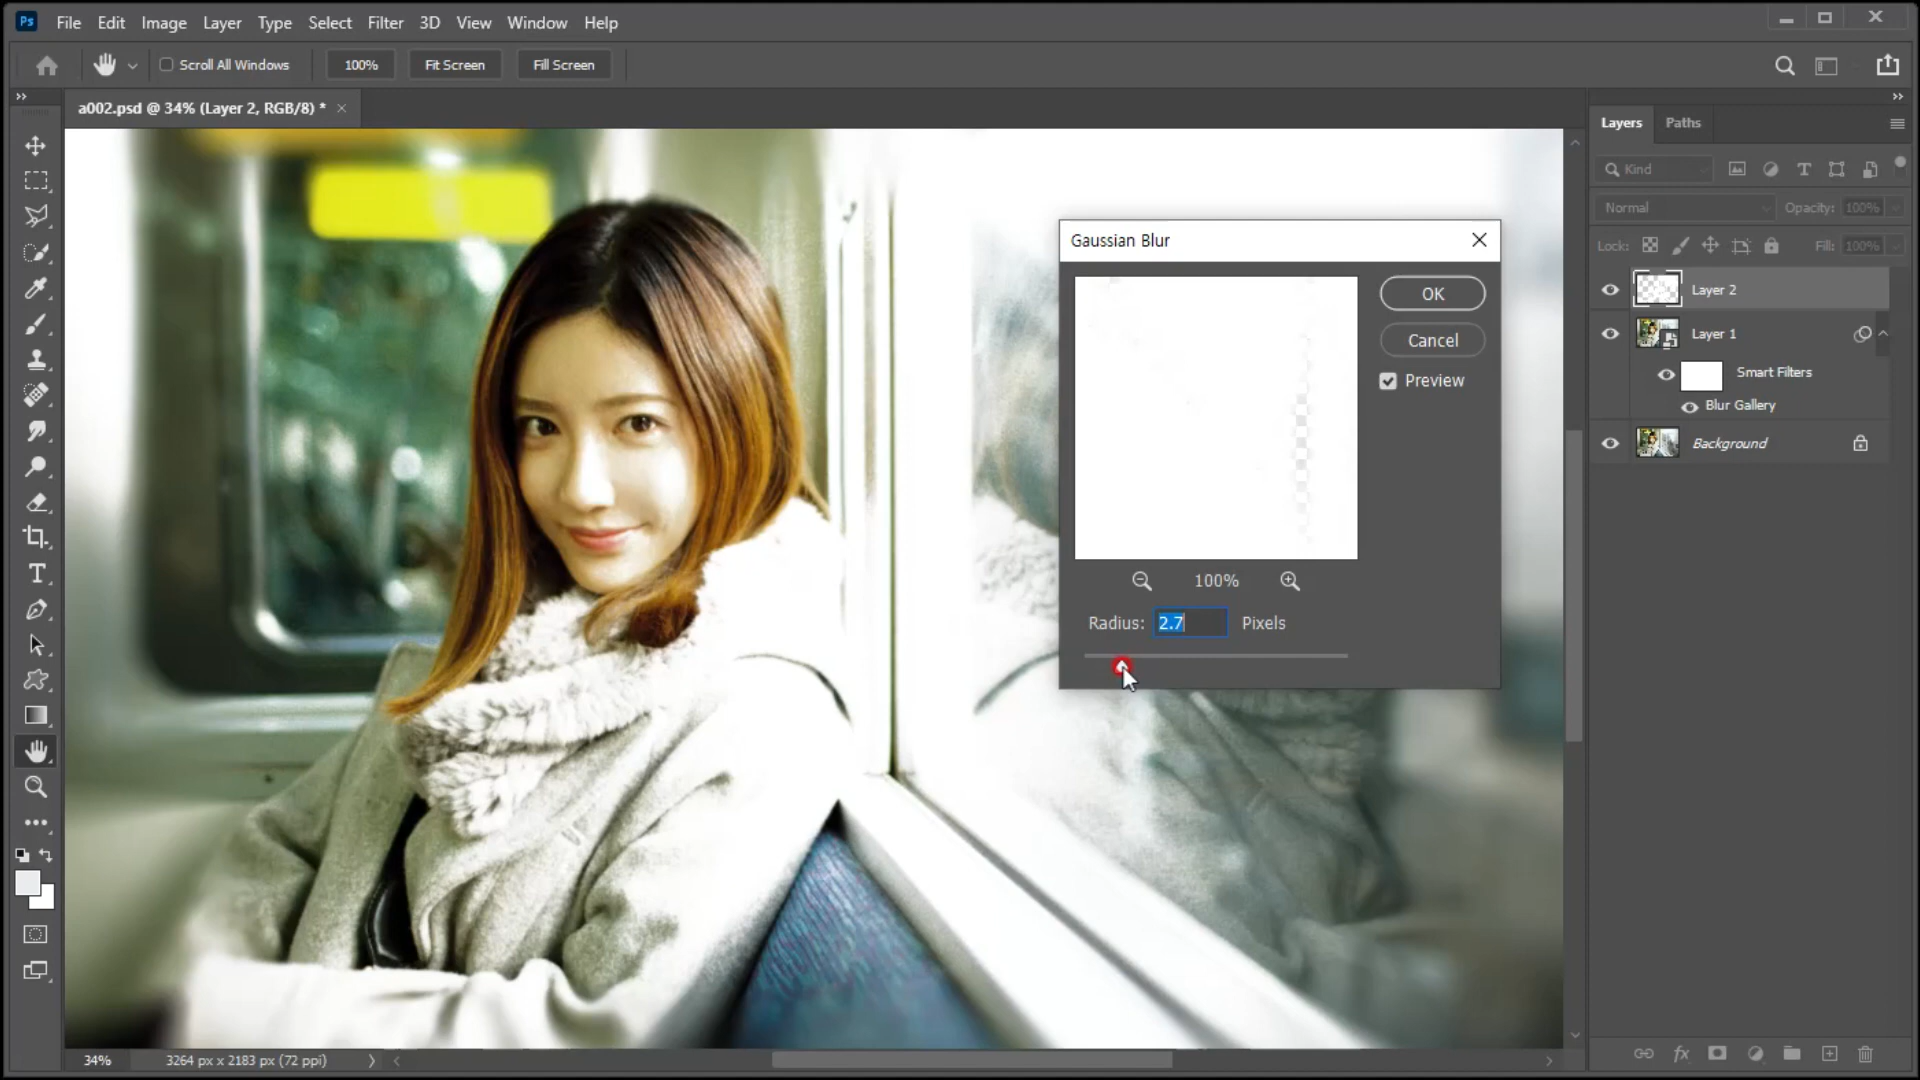 Ps File Edit Image Layer Type Select Filter 3D View Window Help
Scroll All Windows 100% Fit Screen Fill Screen
a002.psd @ 34% (Layer 2, RGB/8) *
Layers Paths
Kind
Normal Opacity: 100%
Lock: Fill: 100%
Layer 2
Layer 1
Smart Filters
Blur Gallery
Background
Gaussian Blur
OK
Cancel
Preview
100%
Radius: 2.7 Pixels
34% 3264 px x 2183 px (72 ppi)